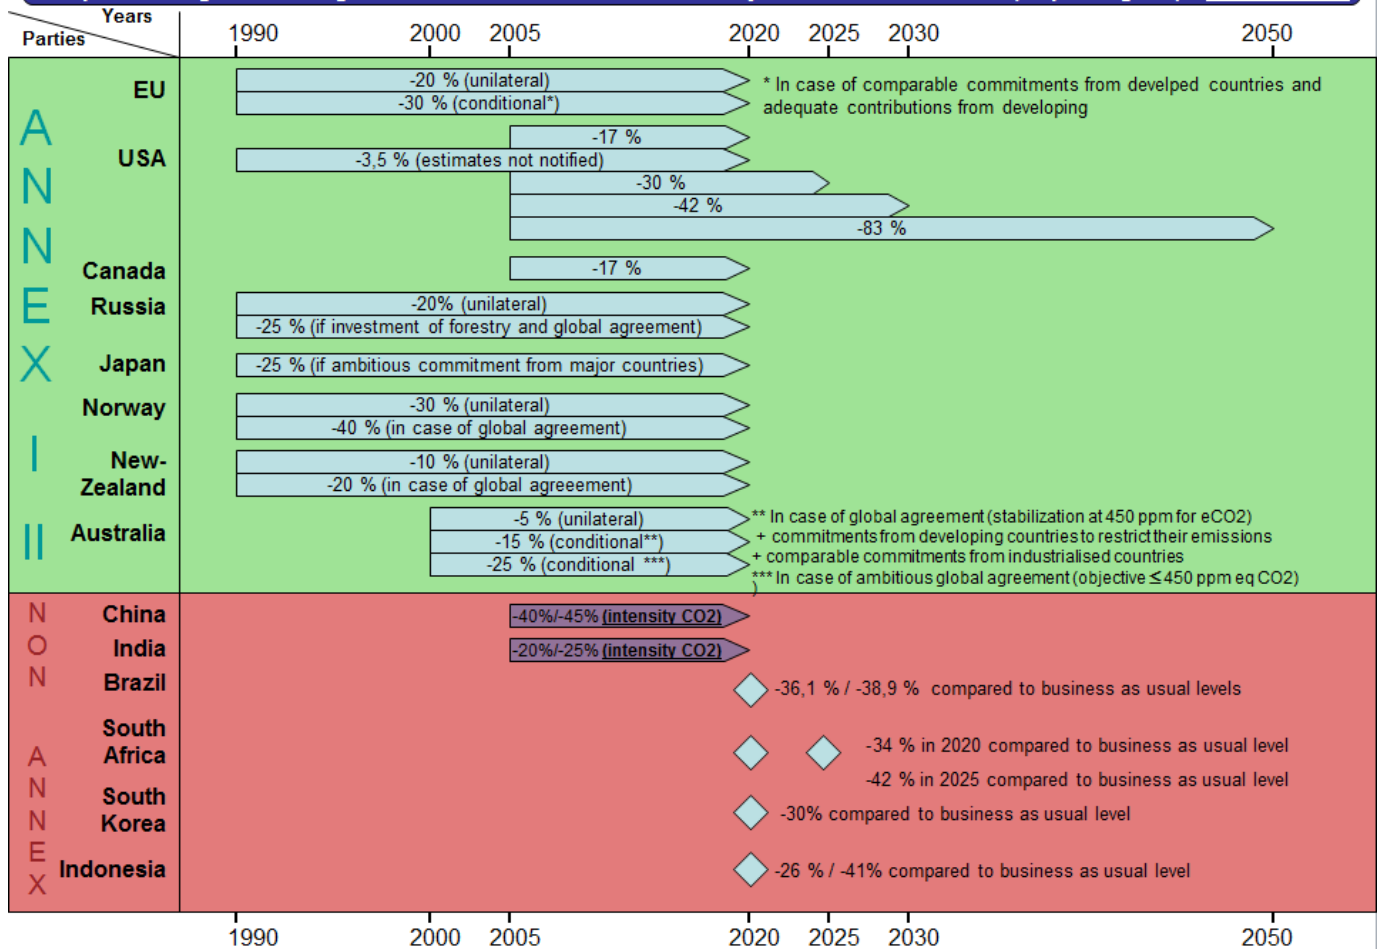 Years
Parties
1990 2000 2005 2020 2025 2030 2050
A
N
N
E
X
I
II
EU
-20 % (unilateral)
-30 % (conditional*)
* In case of comparable commitments from develped countries and
adequate contributions from developing
USA
-17 %
-3,5 % (estimates not notified)
-30 %
-42 %
-83 %
Canada
-17 %
Russia
-20% (unilateral)
-25 % (if investment of forestry and global agreement)
Japan
-25 % (if ambitious commitment from major countries)
Norway
-30 % (unilateral)
-40 % (in case of global agreement)
New-
Zealand
-10 % (unilateral)
-20 % (in case of global agreeement)
Australia
-5 % (unilateral)
-15 % (conditional**)
-25 % (conditional ***)
** In case of global agreement (stabilization at 450 ppm for eCO2)
+ commitments from developing countries to restrict their emissions
+ comparable commitments from industrialised countries
*** In case of ambitious global agreement (objective ≤ 450 ppm eq CO2)
)
N
O
N
A
N
N
E
X
China
-40%/-45% (intensity CO2)
India
-20%/-25% (intensity CO2)
Brazil
-36,1 % / -38,9 % compared to business as usual levels
South
Africa
-34 % in 2020 compared to business as usual level
-42 % in 2025 compared to business as usual level
South
Korea
-30% compared to business as usual level
Indonesia
-26 % / -41% compared to business as usual level
1990 2000 2005 2020 2025 2030 2050